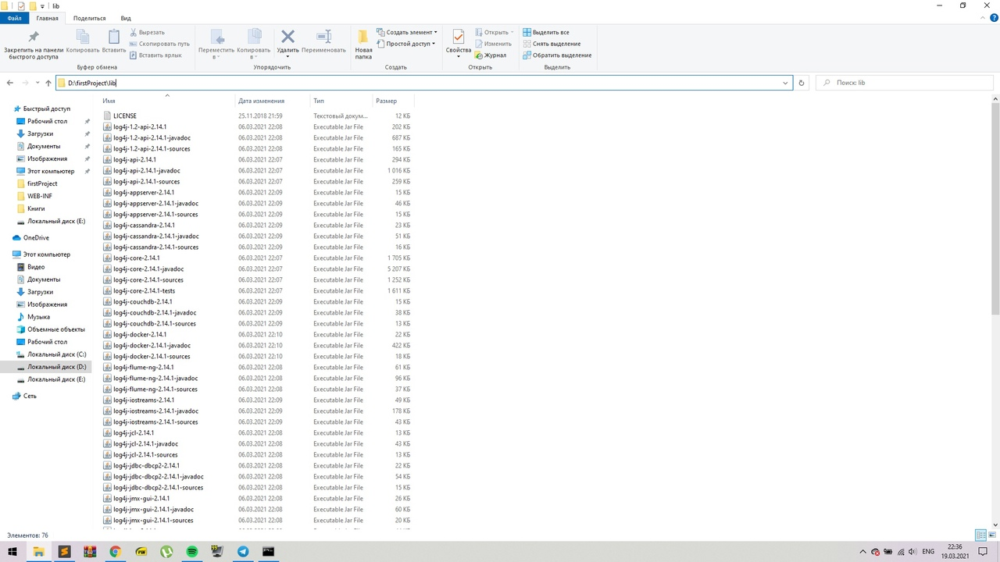 lib
Файл Главная Поделиться Вид
Закрепить на панели быстрого доступа
Копировать
Вставить
Вырезать
Скопировать путь
Вставить ярлык
Буфер обмена
Переместить в
Копировать в
Удалить
Переименовать
Упорядочить
Новая папка
Создать элемент
Простой доступ
Создать
Свойства
Открыть
Изменить
Журнал
Открыть
Выделить все
Снять выделение
Обратить выделение
Выделить
D:\firstProject\lib
Поиск: lib
Быстрый доступ
Рабочий стол
Загрузки
Документы
Изображения
Этот компьютер
firstProject
WEB-INF
Книги
Локальный диск (E:)
OneDrive
Этот компьютер
Видео
Документы
Загрузки
Изображения
Музыка
Объемные объекты
Рабочий стол
Локальный диск (C:)
Локальный диск (D:)
Локальный диск (E:)
Сеть
Имя Дата изменения Тип Размер
LICENSE 25.11.2018 21:59 Текстовый докум... 12 КБ
log4j-1.2-api-2.14.1 06.03.2021 22:08 Executable Jar File 202 КБ
log4j-1.2-api-2.14.1-javadoc 06.03.2021 22:08 Executable Jar File 687 КБ
log4j-1.2-api-2.14.1-sources 06.03.2021 22:08 Executable Jar File 165 КБ
log4j-api-2.14.1 06.03.2021 22:07 Executable Jar File 294 КБ
log4j-api-2.14.1-javadoc 06.03.2021 22:07 Executable Jar File 1 016 КБ
log4j-api-2.14.1-sources 06.03.2021 22:07 Executable Jar File 259 КБ
log4j-appserver-2.14.1 06.03.2021 22:09 Executable Jar File 15 КБ
log4j-appserver-2.14.1-javadoc 06.03.2021 22:09 Executable Jar File 46 КБ
log4j-appserver-2.14.1-sources 06.03.2021 22:09 Executable Jar File 15 КБ
log4j-cassandra-2.14.1 06.03.2021 22:09 Executable Jar File 23 КБ
log4j-cassandra-2.14.1-javadoc 06.03.2021 22:09 Executable Jar File 51 КБ
log4j-cassandra-2.14.1-sources 06.03.2021 22:09 Executable Jar File 16 КБ
log4j-core-2.14.1 06.03.2021 22:07 Executable Jar File 1 705 КБ
log4j-core-2.14.1-javadoc 06.03.2021 22:07 Executable Jar File 5 207 КБ
log4j-core-2.14.1-sources 06.03.2021 22:07 Executable Jar File 1 252 КБ
log4j-core-2.14.1-tests 06.03.2021 22:07 Executable Jar File 1 611 КБ
log4j-couchdb-2.14.1 06.03.2021 22:09 Executable Jar File 15 КБ
log4j-couchdb-2.14.1-javadoc 06.03.2021 22:09 Executable Jar File 38 КБ
log4j-couchdb-2.14.1-sources 06.03.2021 22:09 Executable Jar File 13 КБ
log4j-docker-2.14.1 06.03.2021 22:10 Executable Jar File 22 КБ
log4j-docker-2.14.1-javadoc 06.03.2021 22:10 Executable Jar File 422 КБ
log4j-docker-2.14.1-sources 06.03.2021 22:10 Executable Jar File 18 КБ
log4j-flume-ng-2.14.1 06.03.2021 22:08 Executable Jar File 61 КБ
log4j-flume-ng-2.14.1-javadoc 06.03.2021 22:08 Executable Jar File 96 КБ
log4j-flume-ng-2.14.1-sources 06.03.2021 22:08 Executable Jar File 37 КБ
log4j-iostreams-2.14.1 06.03.2021 22:09 Executable Jar File 49 КБ
log4j-iostreams-2.14.1-javadoc 06.03.2021 22:09 Executable Jar File 178 КБ
log4j-iostreams-2.14.1-sources 06.03.2021 22:09 Executable Jar File 43 КБ
log4j-jcl-2.14.1 06.03.2021 22:08 Executable Jar File 13 КБ
log4j-jcl-2.14.1-javadoc 06.03.2021 22:08 Executable Jar File 43 КБ
log4j-jcl-2.14.1-sources 06.03.2021 22:08 Executable Jar File 13 КБ
log4j-jdbc-dbcp2-2.14.1 06.03.2021 22:08 Executable Jar File 22 КБ
log4j-jdbc-dbcp2-2.14.1-javadoc 06.03.2021 22:08 Executable Jar File 54 КБ
log4j-jdbc-dbcp2-2.14.1-sources 06.03.2021 22:08 Executable Jar File 15 КБ
log4j-jmx-gui-2.14.1 06.03.2021 22:08 Executable Jar File 26 КБ
log4j-jmx-gui-2.14.1-javadoc 06.03.2021 22:08 Executable Jar File 60 КБ
log4j-jmx-gui-2.14.1-sources 06.03.2021 22:08 Executable Jar File 20 КБ
Элементов: 76
ENG
22:36
19.03.2021